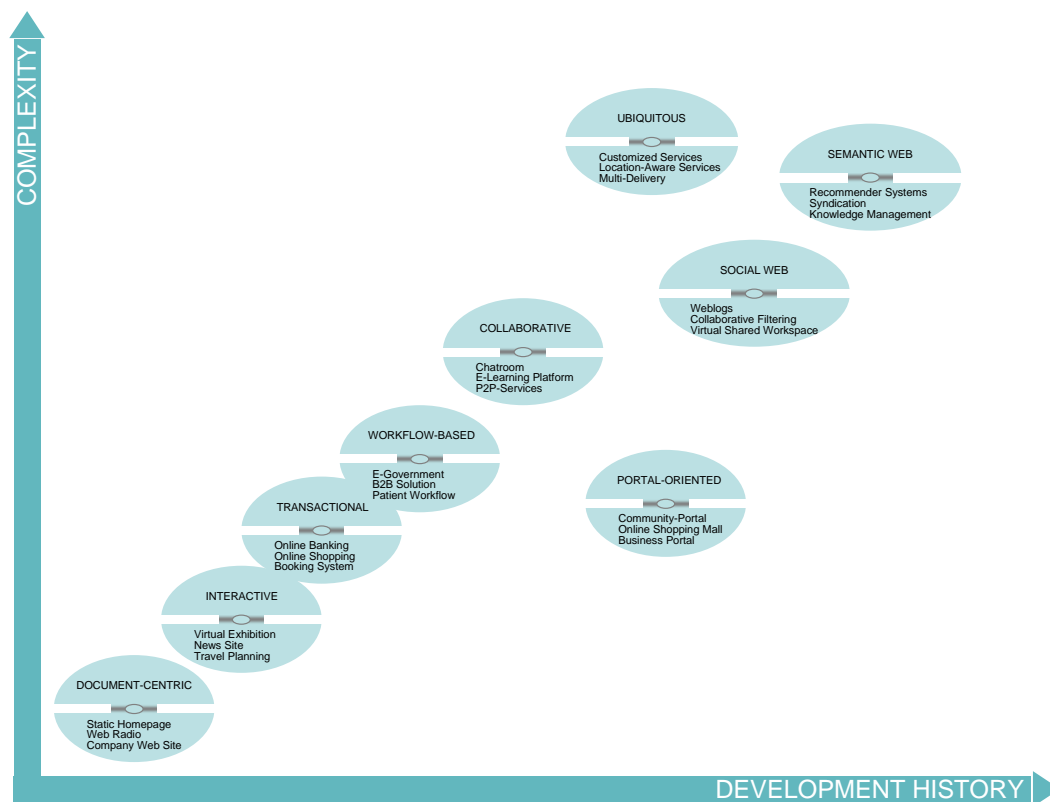 COMPLEXITY
UBIQUITOUS
Customized Services
Location-Aware Services
Multi-Delivery
SEMANTIC WEB
Recommender Systems
Syndication
Knowledge Management
SOCIAL WEB
Weblogs
Collaborative Filtering
Virtual Shared Workspace
COLLABORATIVE
Chatroom
E-Learning Platform
P2P-Services
WORKFLOW-BASED
E-Government
B2B Solution
Patient Workflow
PORTAL-ORIENTED
Community-Portal
Online Shopping Mall
Business Portal
TRANSACTIONAL
Online Banking
Online Shopping
Booking System
INTERACTIVE
Virtual Exhibition
News Site
Travel Planning
DOCUMENT-CENTRIC
Static Homepage
Web Radio
Company Web Site
DEVELOPMENT HISTORY